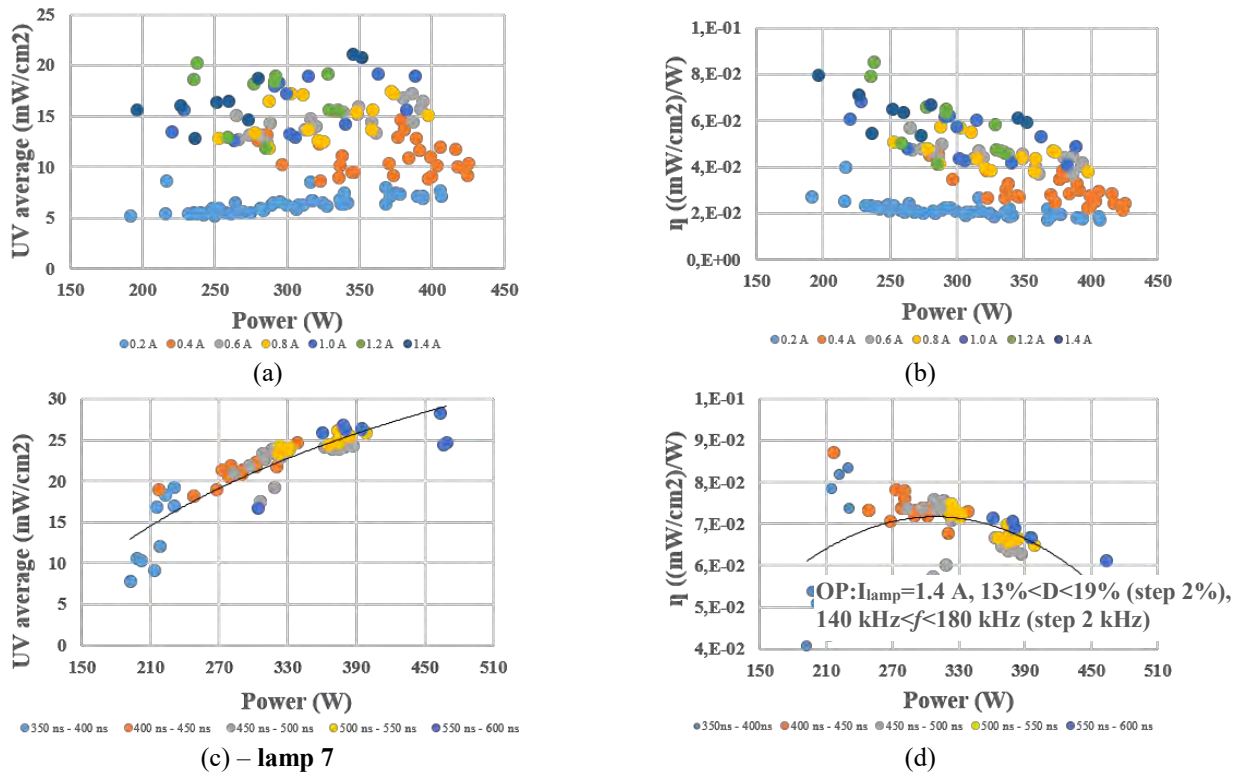 25
20
15
10
5
0
UV average (mW/cm2)
150 200 250 300 350 400 450
Power (W)
0.2 A 0.4 A 0.6 A 0.8 A 1.0 A 1.2 A 1.4 A
(a)
1,E-01
8,E-02
6,E-02
4,E-02
2,E-02
0,E+00
η ((mW/cm2)/W)
150 200 250 300 350 400 450
Power (W)
0.2 A 0.4 A 0.6 A 0.8 A 1.0 A 1.2 A 1.4 A
(b)
30
25
20
15
10
5
0
UV average (mW/cm2)
150 210 270 330 390 450 510
Power (W)
350 ns - 400 ns 400 ns - 450 ns 450 ns - 500 ns 500 ns - 550 ns 550 ns - 600 ns
(c) – lamp 7
1,E-01
9,E-02
8,E-02
7,E-02
6,E-02
5,E-02
4,E-02
η ((mW/cm2)/W)
OP:Ilamp=1.4 A, 13%<D<19% (step 2%),
140 kHz<f<180 kHz (step 2 kHz)
150 210 270 330 390 450 510
Power (W)
350ns - 400ns 400 ns - 450 ns 450 ns - 500 ns 500 ns - 550 ns 550 ns - 600 ns
(d)